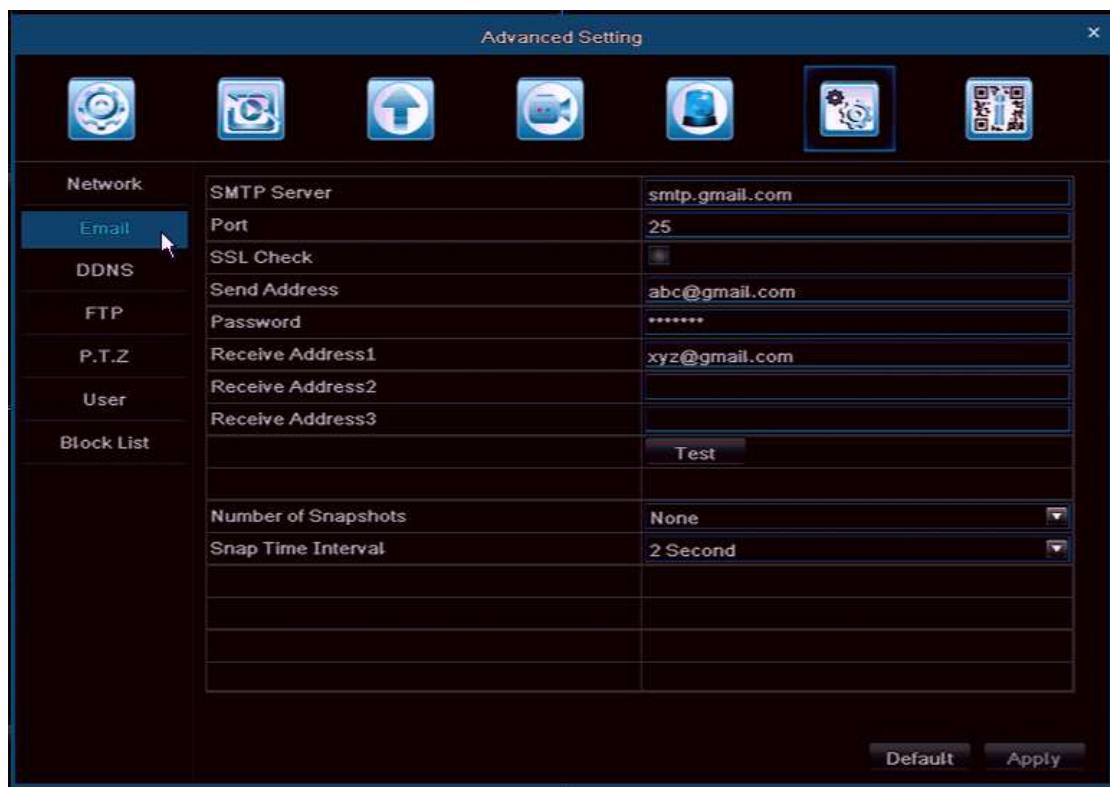 Advanced Setting ×
Network
Email
DDNS
FTP
P.T.Z
User
Block List
SMTP Server smtp.gmail.com
Port 25
SSL Check
Send Address abc@gmail.com
Password *******
Receive Address1 xyz@gmail.com
Receive Address2
Receive Address3
Test
Number of Snapshots None
Snap Time Interval 2 Second
Default Apply